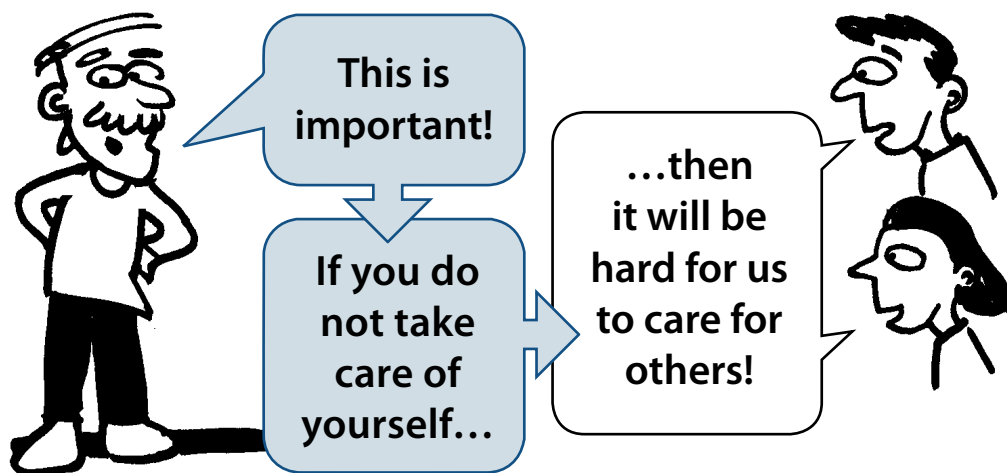 This is
important!
If you do
not take
care of
yourself…
…then
it will be
hard for us
to care for
others!